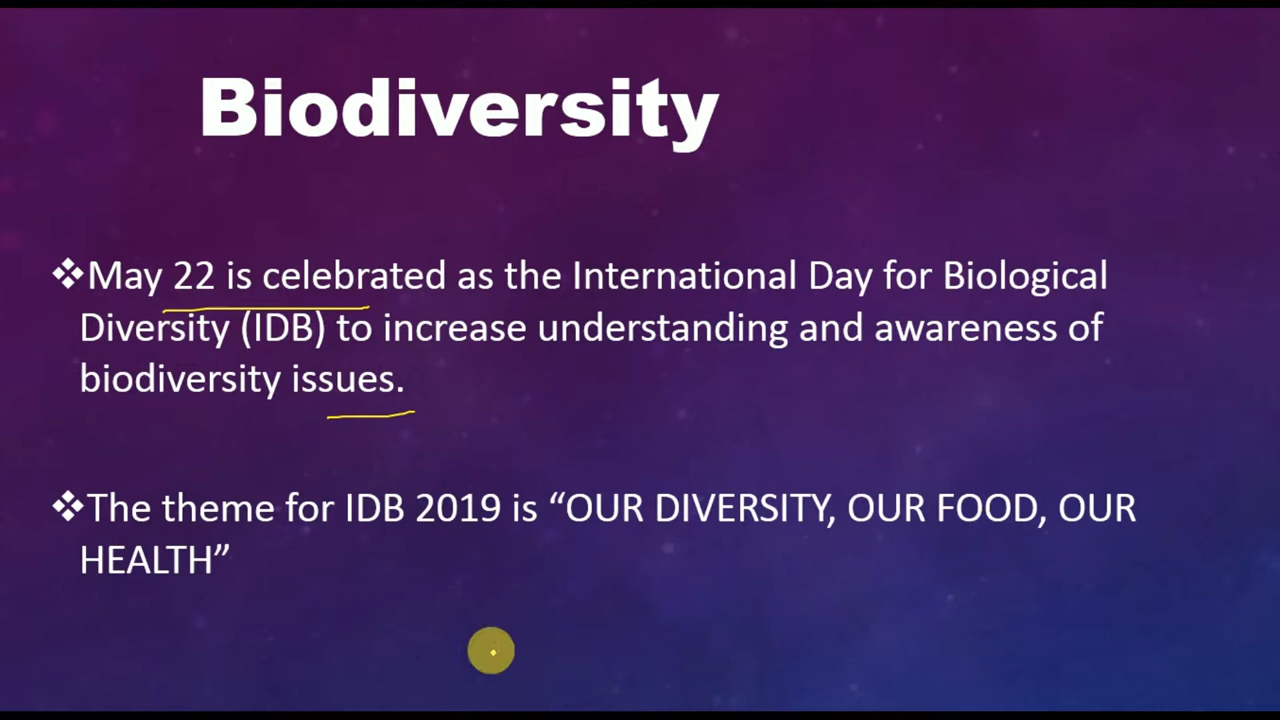 Biodiversity
❖May 22 is celebrated as the International Day for Biological
Diversity (IDB) to increase understanding and awareness of
biodiversity issues.
❖The theme for IDB 2019 is “OUR DIVERSITY, OUR FOOD, OUR
HEALTH”